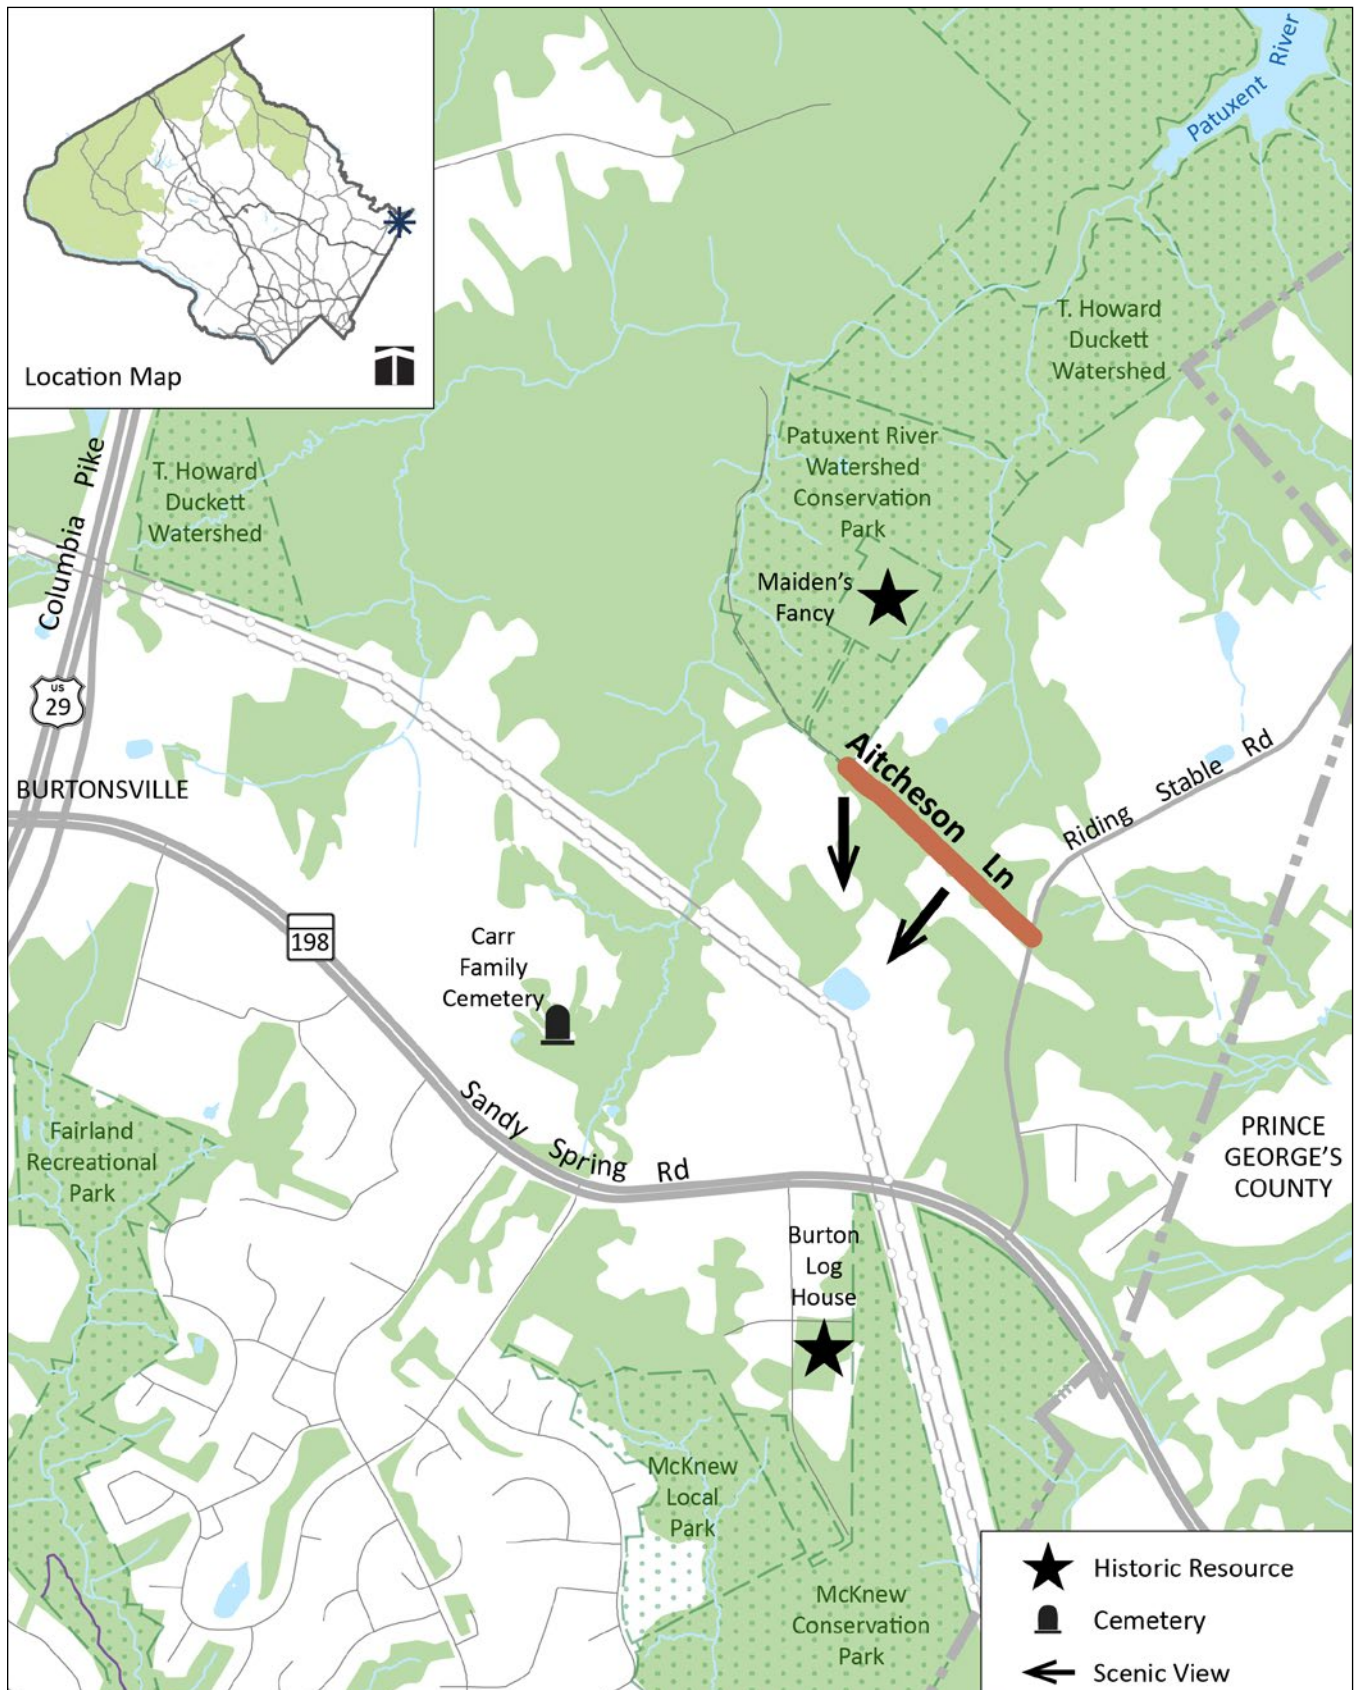 Location Map
Patuxent River
T. Howard
Duckett
Watershed
Columbia Pike
T. Howard
Duckett
Watershed
Patuxent River
Watershed
Conservation
Park
Maiden's
Fancy
US
29
BURTONSVILLE
Aitcheson Ln
Riding Stable Rd
198
Carr
Family
Cemetery
Sandy Spring Rd
Fairland
Recreational
Park
PRINCE
GEORGE'S
COUNTY
Burton
Log
House
McKnew
Local
Park
McKnew
Conservation
Park
Historic Resource
Cemetery
Scenic View